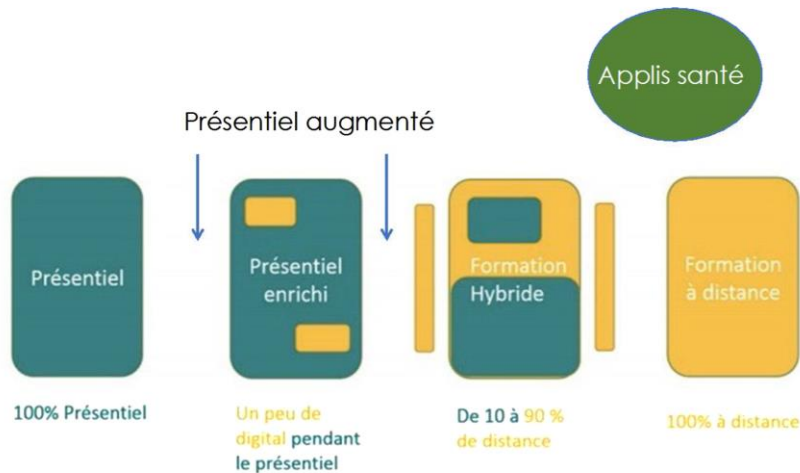 Applis santé
Présentiel augmenté
Présentiel
Présentiel
enrichi
Formation
Hybride
Formation
à distance
100% Présentiel
Un peu de
digital pendant
le présentiel
De 10 à 90 %
de distance
100% à distance